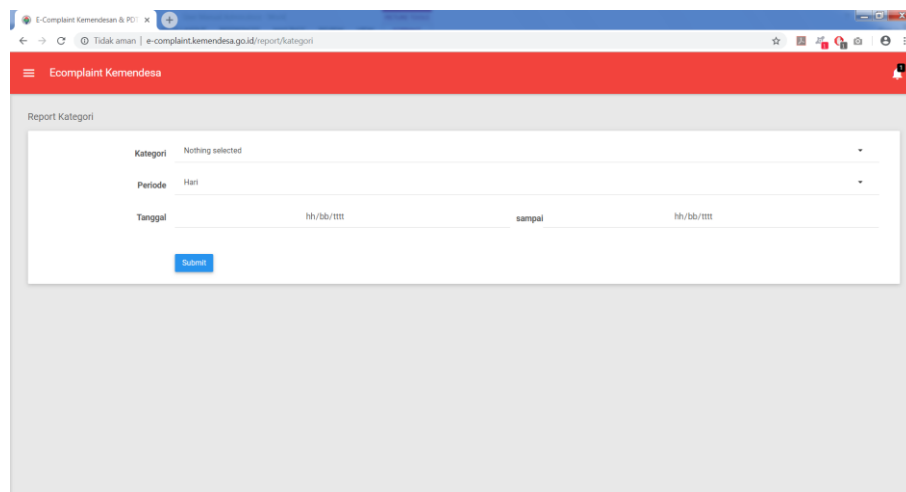 E-Complaint Kemendesan & PDT
Tidak aman | e-complaint.kemendesa.go.id/report/kategori
Ecomplaint Kemendesa
1
Report Kategori
Kategori Nothing selected
Periode Hari
Tanggal hh/bb/tttt sampai hh/bb/tttt
Submit